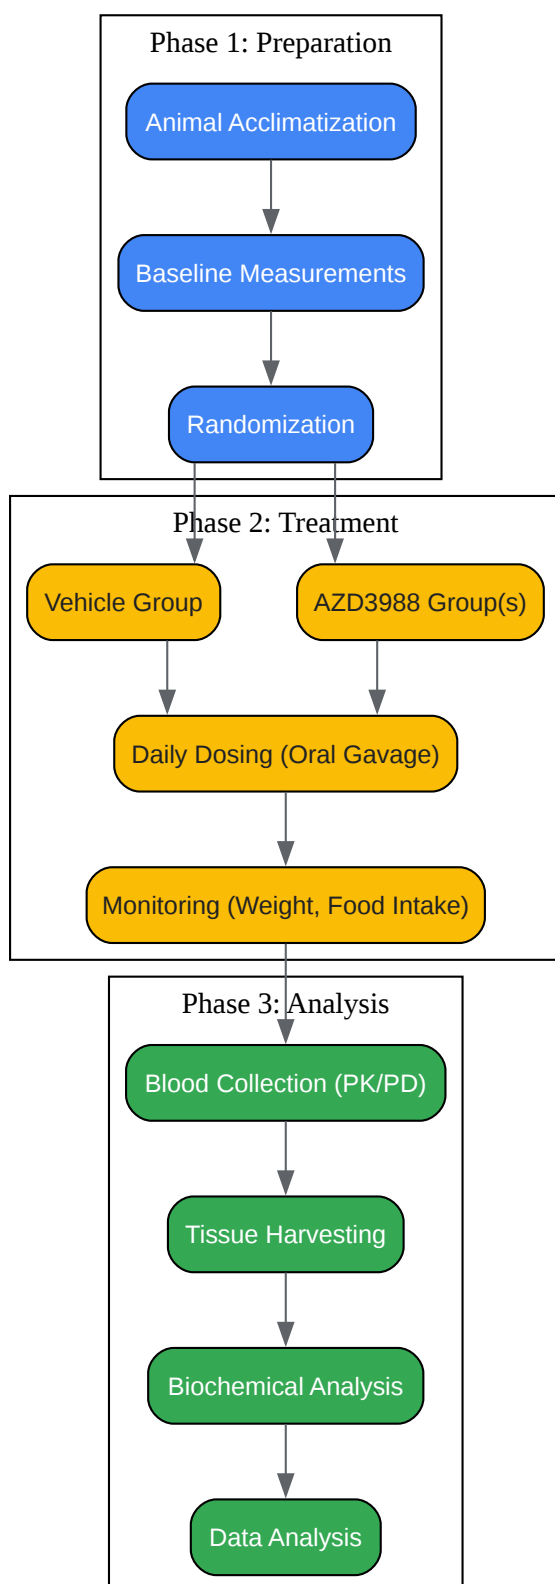 Phase 1: Preparation
Animal Acclimatization
Baseline Measurements
Randomization
Phase 2: Treatment
Vehicle Group
AZD3988 Group(s)
Daily Dosing (Oral Gavage)
Monitoring (Weight, Food Intake)
Phase 3: Analysis
Blood Collection (PK/PD)
Tissue Harvesting
Biochemical Analysis
Data Analysis